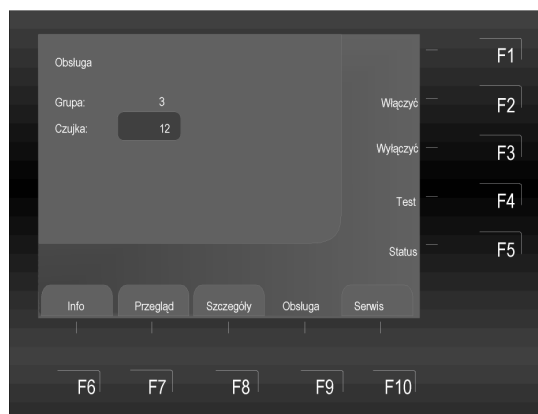 Obsługa
F1
Grupa: 3
Włączyć F2
Czujka: 12
Wyłączyć F3
Test F4
Status F5
Info Przegląd Szczegóły Obsługa Serwis
F6 F7 F8 F9 F10